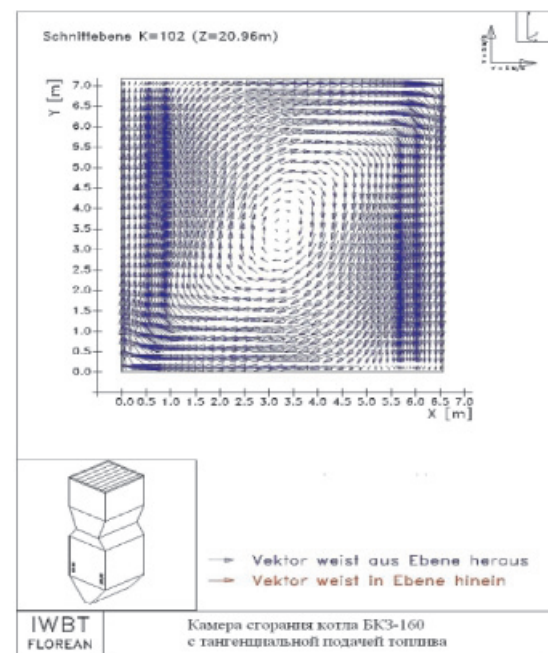 Schnittebene K=102 (Z=20.96m)
Y [m]
7.0
6.5
6.0
5.5
5.0
4.5
4.0
3.5
3.0
2.5
2.0
1.5
1.0
0.5
0.0
0.0 0.5 1.0 1.5 2.0 2.5 3.0 3.5 4.0 4.5 5.0 5.5 6.0 6.5 7.0
X [m]
Vektor weist aus Ebene heraus
Vektor weist in Ebene hinein
IWBT
FLOREAN
Камера сгорания котла БКЗ-160
с тангенциальной подачей топлива